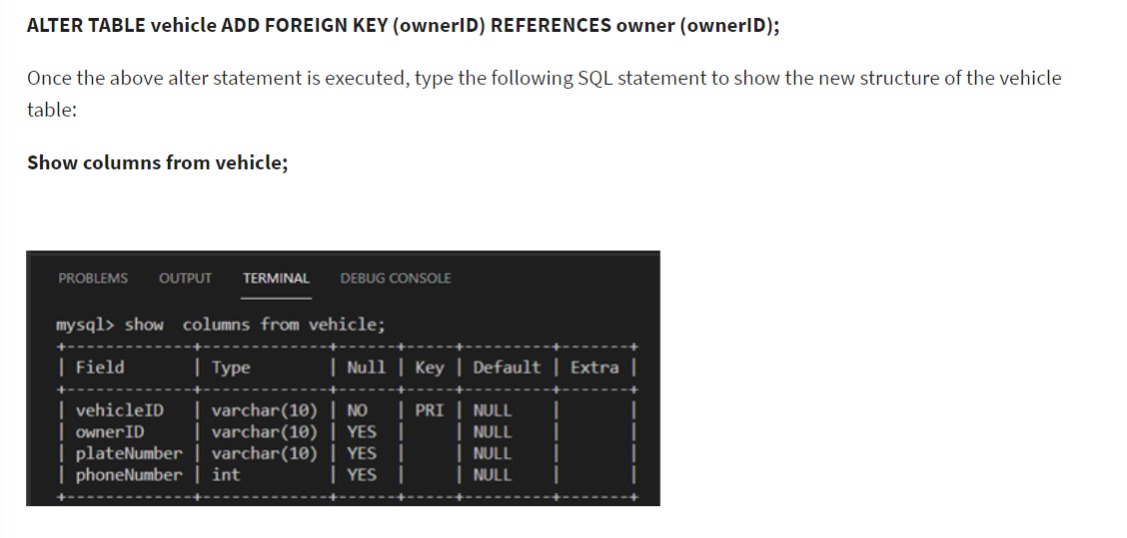 ALTER TABLE vehicle ADD FOREIGN KEY (ownerID) REFERENCES owner (ownerID);
Once the above alter statement is executed, type the following SQL statement to show the new structure of the vehicle
table:
Show columns from vehicle;
PROBLEMS OUTPUT TERMINAL DEBUG CONSOLE
mysql> show  columns from vehicle;
+-------------+-------------+------+-----+---------+-------+
| Field       | Type        | Null | Key | Default | Extra |
+-------------+-------------+------+-----+---------+-------+
| vehicleID   | varchar(10) | NO   | PRI | NULL    |       |
| ownerID     | varchar(10) | YES  |     | NULL    |       |
| plateNumber | varchar(10) | YES  |     | NULL    |       |
| phoneNumber | int         | YES  |     | NULL    |       |
+-------------+-------------+------+-----+---------+-------+